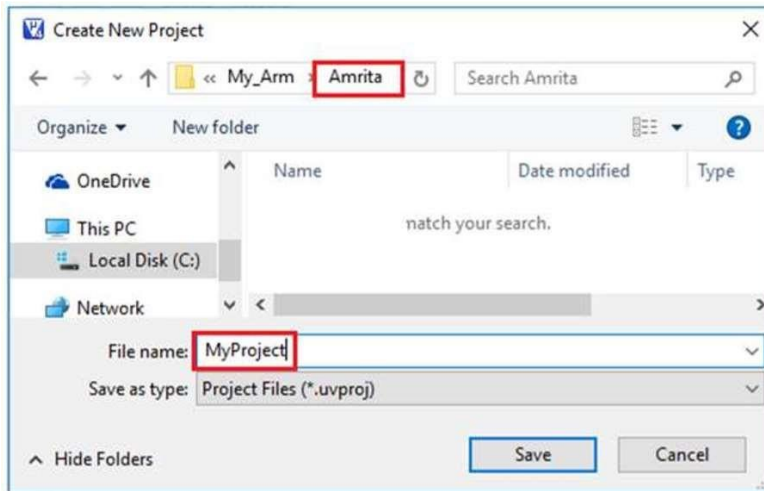 Create New Project
« My_Arm › Amrita
Search Amrita
Organize
New folder
Name Date modified Type
OneDrive
This PC
Local Disk (C:)
Network
match your search.
File name: MyProject
Save as type: Project Files (*.uvproj)
Hide Folders
Save
Cancel